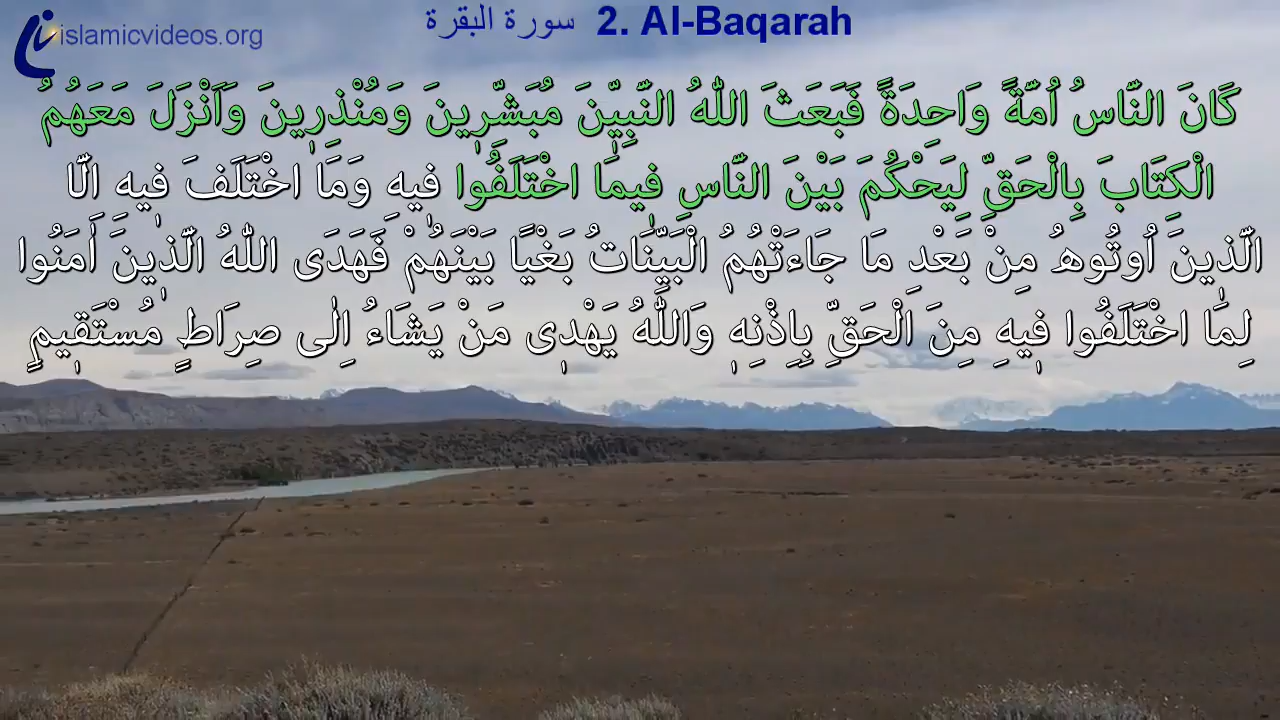 islamicvideos.org
سورة البقرة 2. Al-Baqarah
كَانَ النَّاسُ اُمَّةً وَاحِدَةً فَبَعَثَ اللّٰهُ النَّبِيّٖنَ مُبَشِّرٖينَ وَمُنْذِرٖينَ وَاَنْزَلَ مَعَهُمُ
الْكِتَابَ بِالْحَقِّ لِيَحْكُمَ بَيْنَ النَّاسِ فٖيمَا اخْتَلَفُوا فٖيهِ وَمَا اخْتَلَفَ فٖيهِ اِلَّا
الَّذٖينَ اُوتُوهُ مِنْ بَعْدِ مَا جَاءَتْهُمُ الْبَيِّنَاتُ بَغْيًا بَيْنَهُمْ فَهَدَى اللّٰهُ الَّذٖينَ اٰمَنُوا
لِمَا اخْتَلَفُوا فٖيهِ مِنَ الْحَقِّ بِاِذْنِهٖ وَاللّٰهُ يَهْدٖى مَنْ يَشَاءُ اِلٰى صِرَاطٍ مُسْتَقٖيمٍ